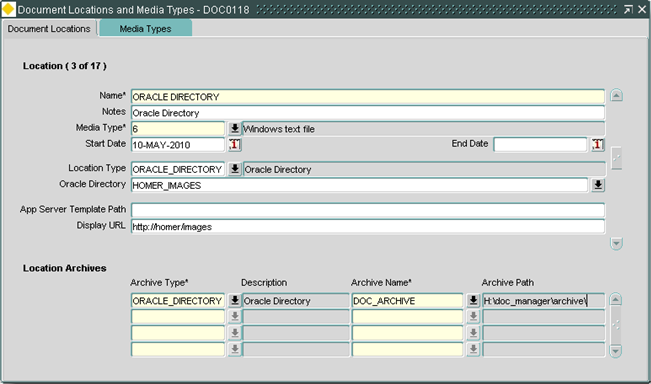 Document Locations and Media Types - DOC0118
Document Locations Media Types
Location ( 3 of 17 )
Name* ORACLE DIRECTORY
Notes Oracle Directory
Media Type* 6 Windows text file
Start Date 10-MAY-2010 End Date
Location Type ORACLE_DIRECTORY Oracle Directory
Oracle Directory HOMER_IMAGES
App Server Template Path
Display URL http://homer/images
Location Archives
Archive Type* Description Archive Name* Archive Path
ORACLE_DIRECTORY Oracle Directory DOC_ARCHIVE H:\doc_manager\archive\